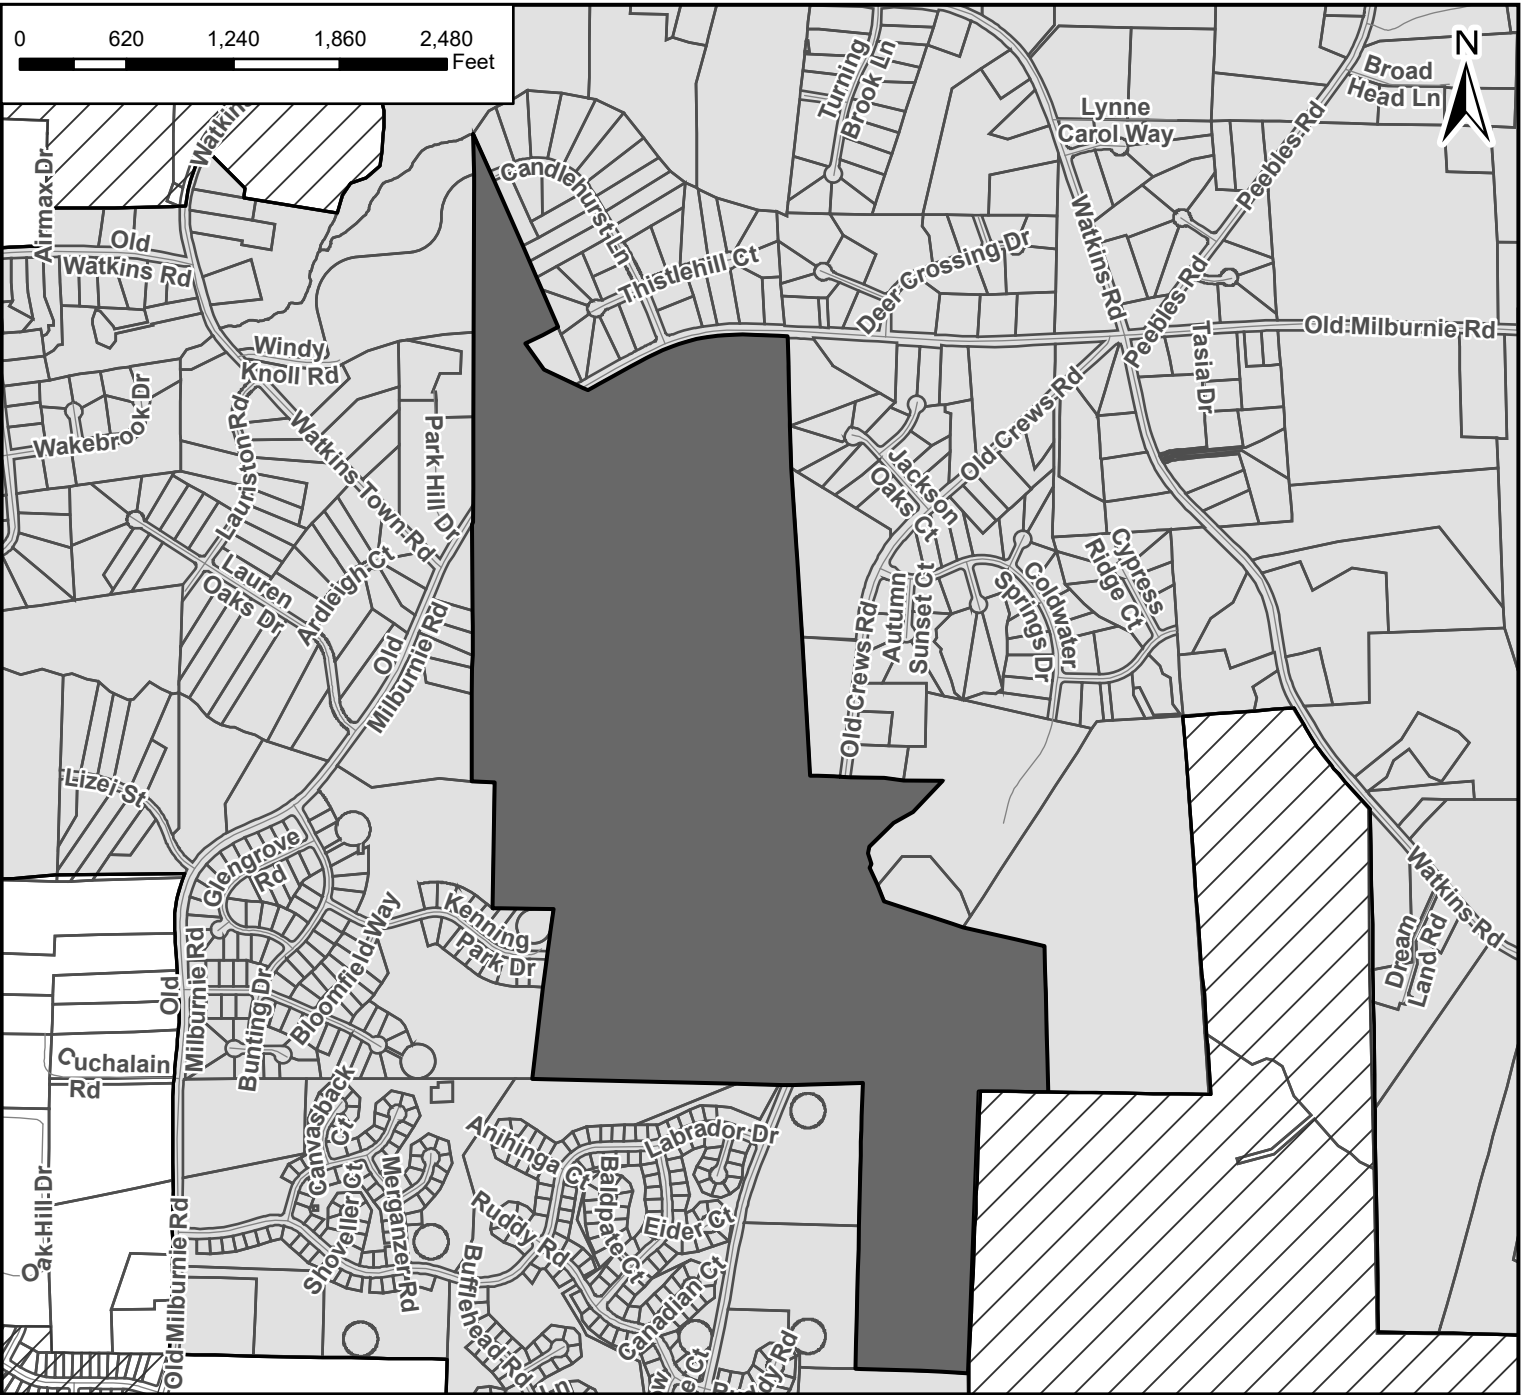 0 620 1,240 1,860 2,480
Feet
N
Turning
Brook Ln
Broad
Head Ln
Lynne
Carol Way
Peebles Rd
Watkins
Airmax Dr
Candlehurst Ln
Thistlehill Ct
Deer Crossing Dr
Watkins Rd
Peebles Rd
Old
Watkins Rd
Old Milburnie Rd
Windy
Knoll Rd
Tasia Dr
Wakebrook Dr
Lauriston Rd
Watkins Town Rd
Park Hill Dr
Old Crews Rd
Jackson
Oaks Ct
Lauren
Oaks Dr
Ardleigh Ct
Old
Milburnie Rd
Autumn
Sunset Ct
Coldwater
Springs Dr
Cypress
Ridge Ct
Old Crews Rd
Lizei St
Glengrove
Rd
Kenning
Park Dr
Bloomfield Way
Bunting Dr
Old
Milburnie Rd
Watkins Rd
Dream
Land Rd
Cuchalain
Rd
Canvasback
Ct
Anihinga Ct
Labrador Dr
Shoveller Ct
Merganzer Rd
Baldpate Ct
Ruddy Rd
Eider Ct
Canadian Ct
Oak Hill Dr
Old Milburnie Rd
Bufflehead Rd
Ln
ow
e Ct
Ruddy Rd